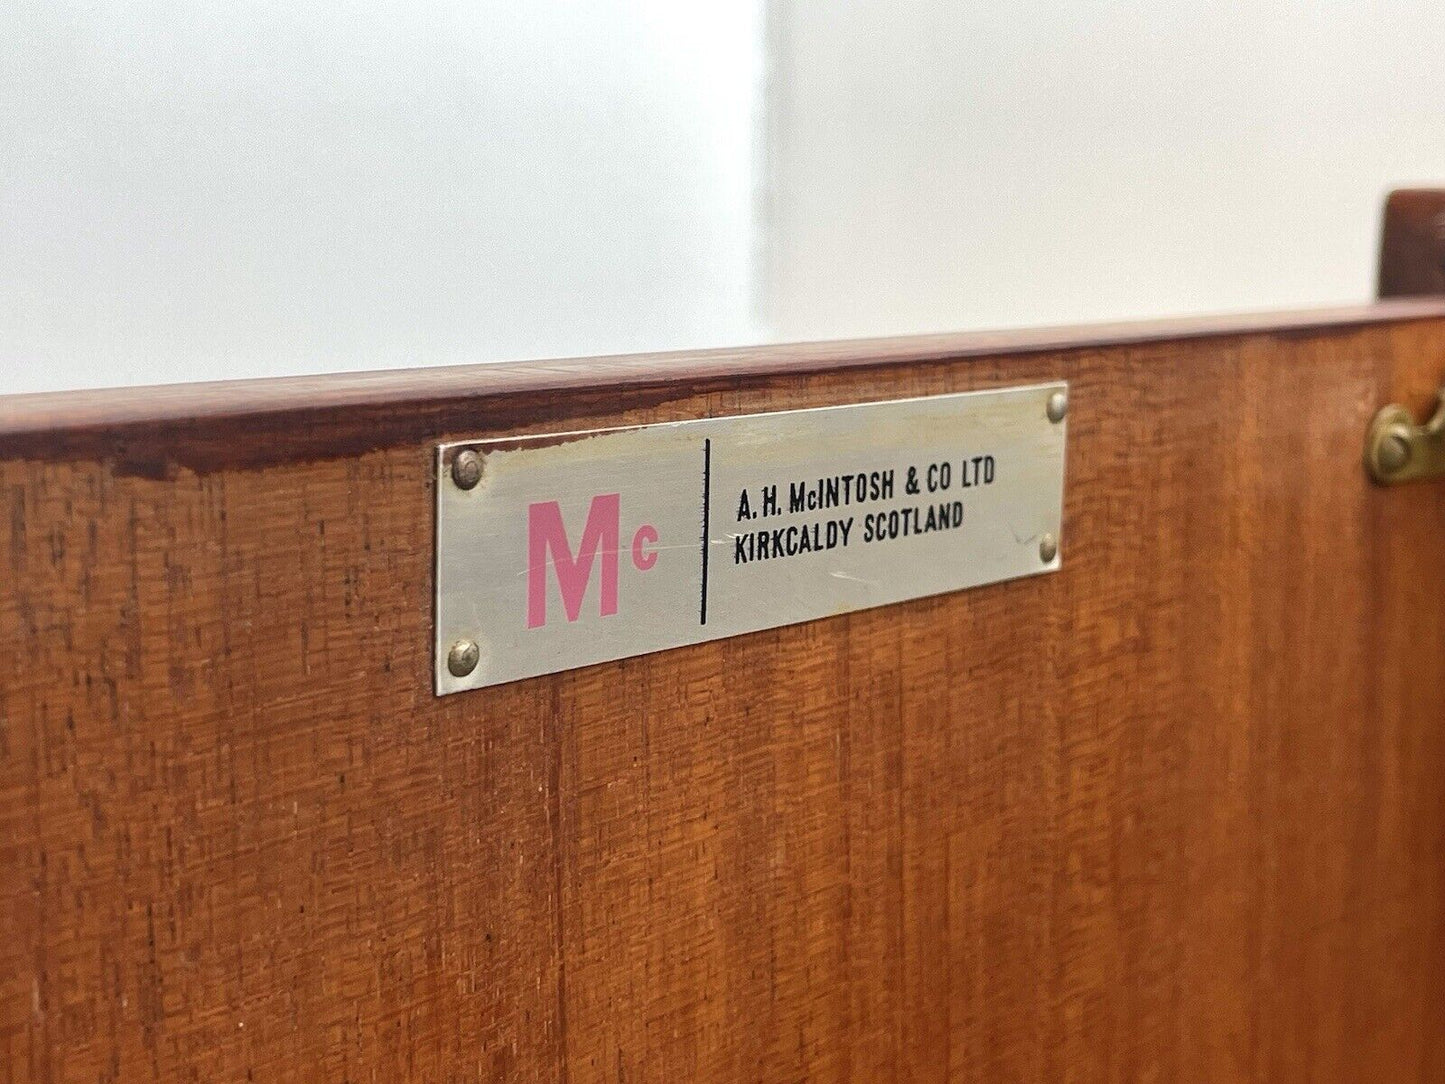 Mc
A.H. McINTOSH & CO LTD
KIRKCALDY SCOTLAND